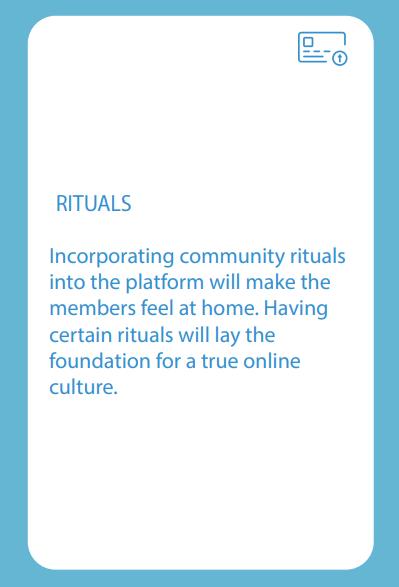 RITUALS
Incorporating community rituals
into the platform will make the
members feel at home. Having
certain rituals will lay the
foundation for a true online
culture.